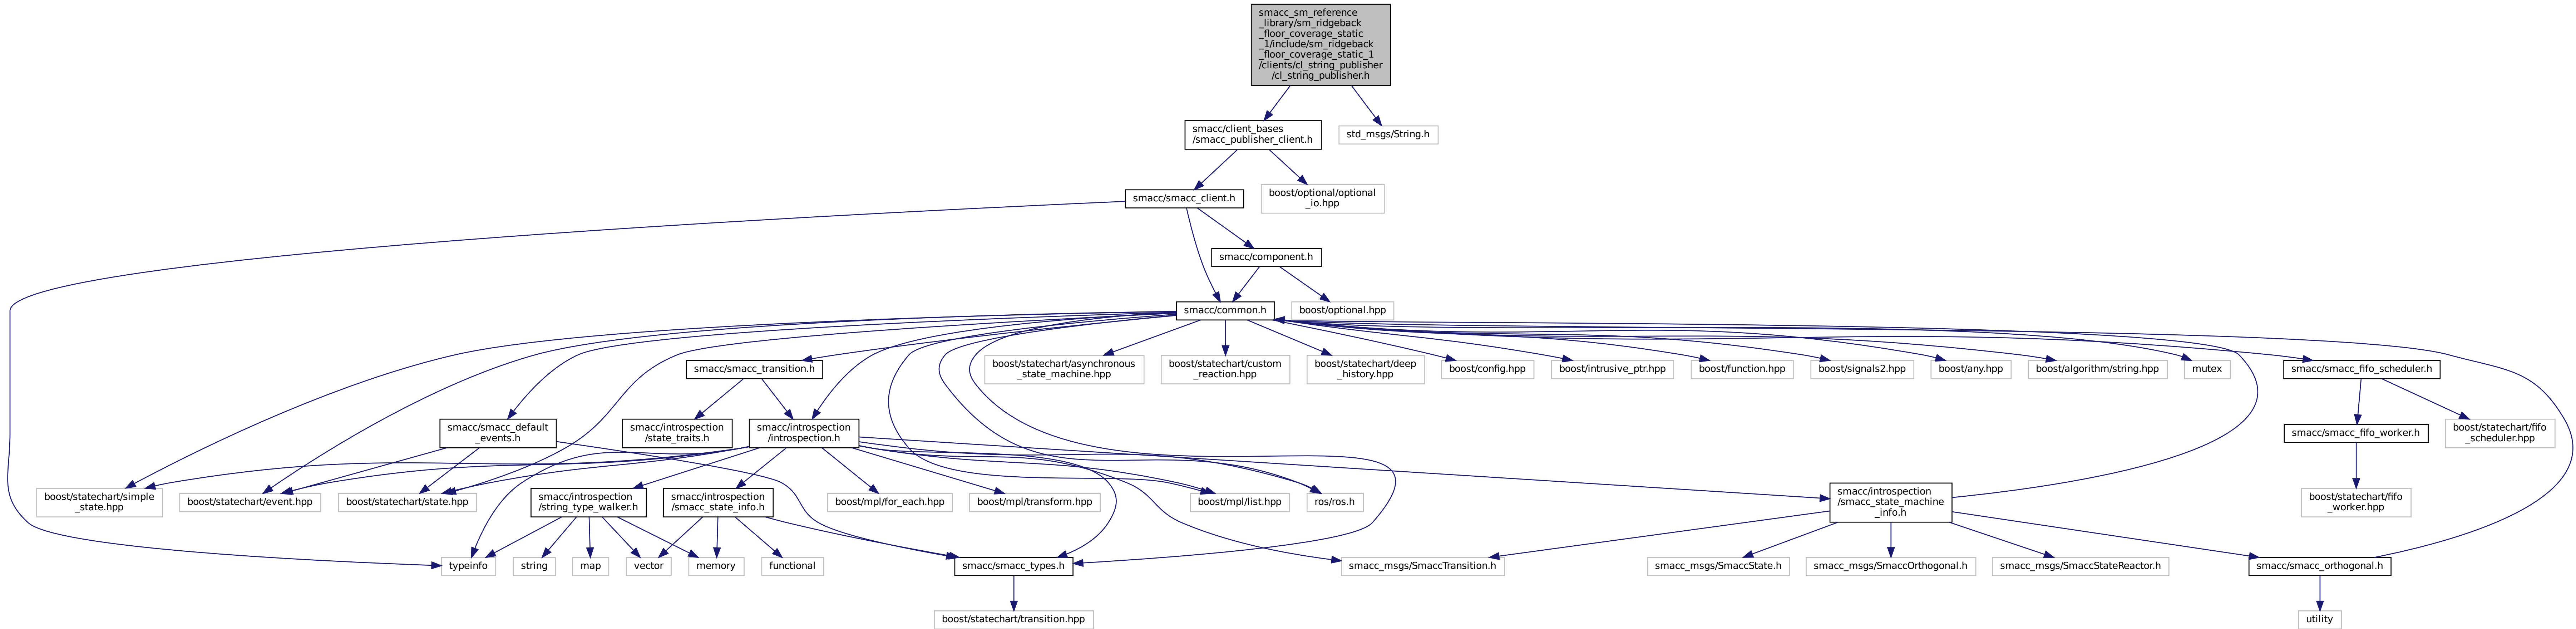 smacc_sm_reference
_library/sm_ridgeback
_floor_coverage_static
_1/include/sm_ridgeback
_floor_coverage_static_1
/clients/cl_string_publisher
/cl_string_publisher.h
smacc/client_bases
/smacc_publisher_client.h
std_msgs/String.h
smacc/smacc_client.h
boost/optional/optional
_io.hpp
smacc/component.h
smacc/common.h
boost/optional.hpp
smacc/smacc_transition.h
boost/statechart/asynchronous
_state_machine.hpp
boost/statechart/custom
_reaction.hpp
boost/statechart/deep
_history.hpp
boost/config.hpp
boost/intrusive_ptr.hpp
boost/function.hpp
boost/signals2.hpp
boost/any.hpp
boost/algorithm/string.hpp
mutex
smacc/smacc_fifo_scheduler.h
smacc/smacc_default
_events.h
smacc/introspection
/state_traits.h
smacc/introspection
/introspection.h
smacc/smacc_fifo_worker.h
boost/statechart/fifo
_scheduler.hpp
boost/statechart/simple
_state.hpp
boost/statechart/event.hpp
boost/statechart/state.hpp
smacc/introspection
/string_type_walker.h
smacc/introspection
/smacc_state_info.h
boost/mpl/for_each.hpp
boost/mpl/transform.hpp
boost/mpl/list.hpp
ros/ros.h
smacc/introspection
/smacc_state_machine
_info.h
boost/statechart/fifo
_worker.hpp
typeinfo
string
map
vector
memory
functional
smacc/smacc_types.h
smacc_msgs/SmaccTransition.h
smacc_msgs/SmaccState.h
smacc_msgs/SmaccOrthogonal.h
smacc_msgs/SmaccStateReactor.h
smacc/smacc_orthogonal.h
boost/statechart/transition.hpp
utility